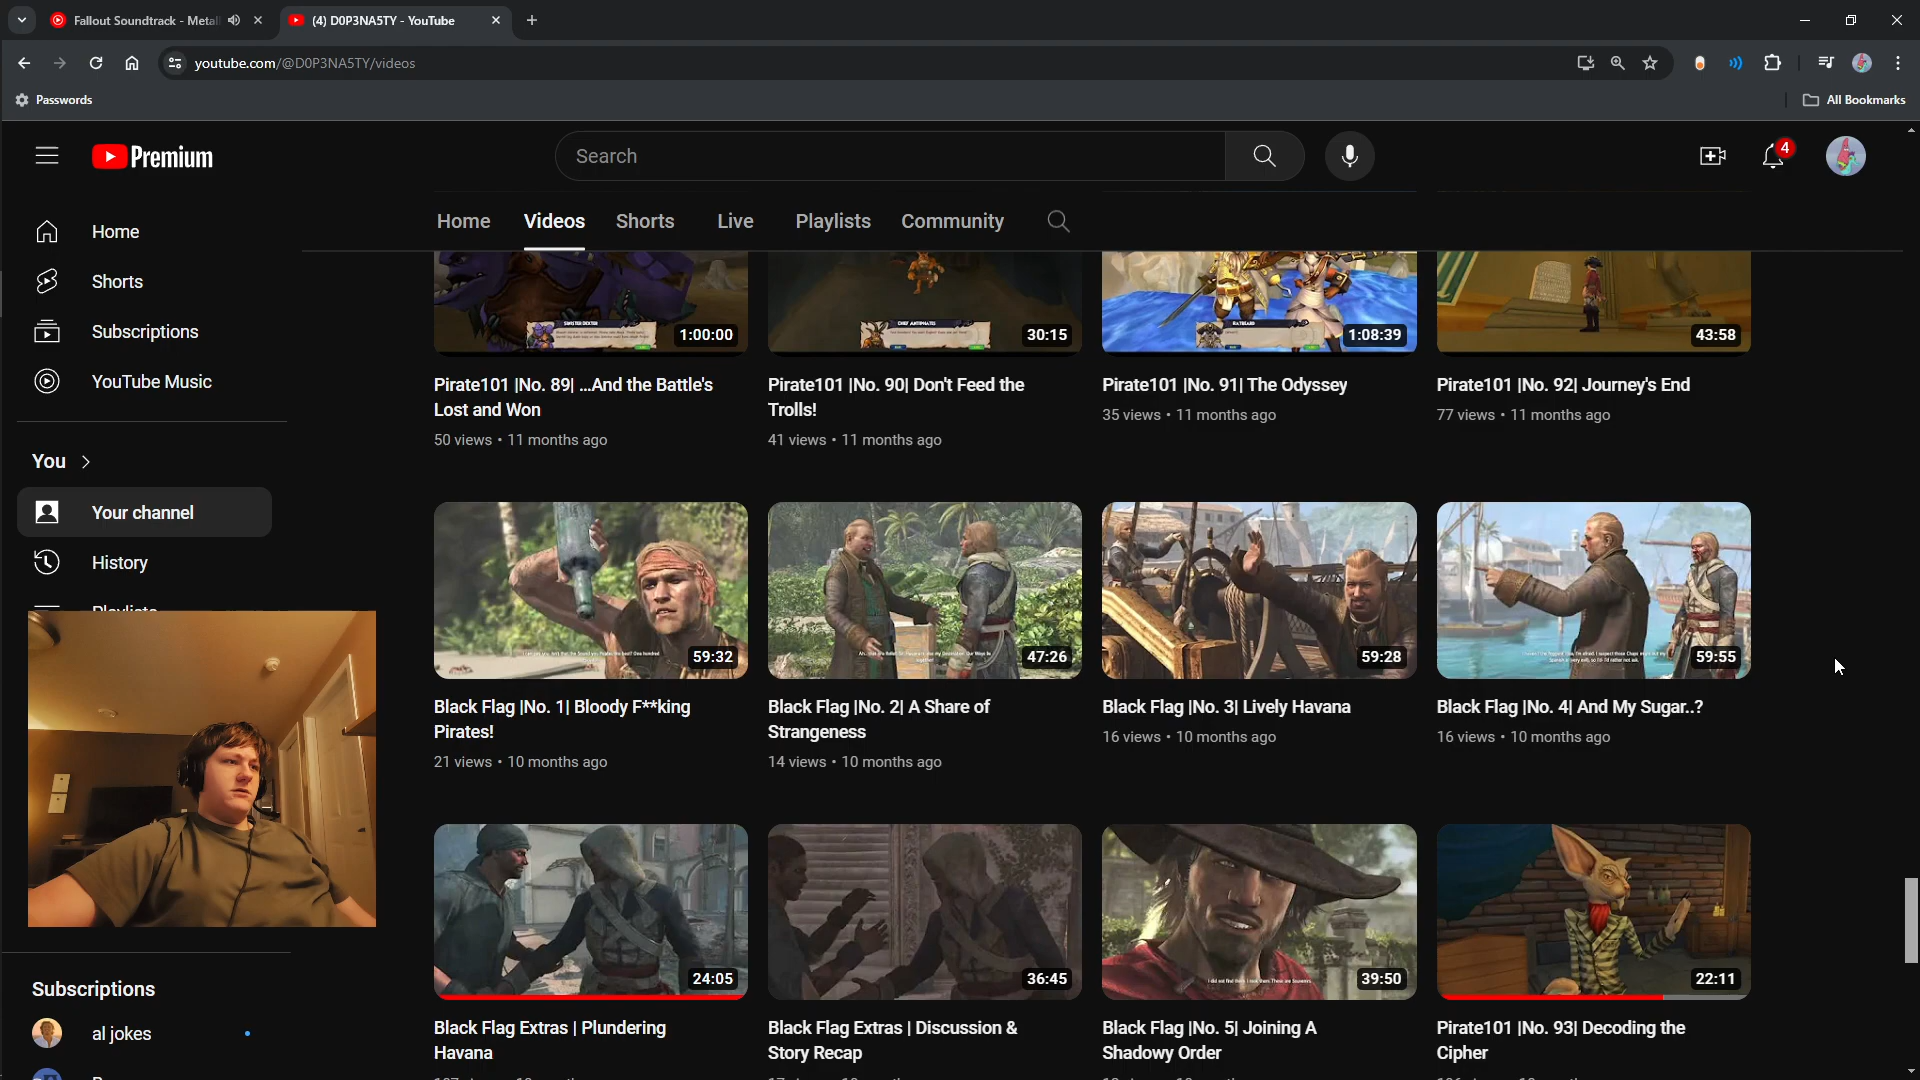 Fallout Soundtrack - Metal
(4) D0P3NA5TY - YouTube
youtube.com/@D0P3NA5TY/videos
Passwords
All Bookmarks
Premium
Search
4
Home
Videos
Shorts
Live
Playlists
Community
Home
Shorts
Subscriptions
YouTube Music
You
Your channel
History
Playlists
Subscriptions
al jokes
SINISTER DEXTER
1:00:00
30:15
RATBEARD
1:08:39
43:58
Pirate101 |No. 89| ...And the Battle's
Lost and Won
50 views • 11 months ago
Pirate101 |No. 90| Don't Feed the
Trolls!
41 views • 11 months ago
Pirate101 |No. 91| The Odyssey
35 views • 11 months ago
Pirate101 |No. 92| Journey's End
77 views • 11 months ago
59:32
47:26
59:28
59:55
Black Flag |No. 1| Bloody F**king
Pirates!
21 views • 10 months ago
Black Flag |No. 2| A Share of
Strangeness
14 views • 10 months ago
Black Flag |No. 3| Lively Havana
16 views • 10 months ago
Black Flag |No. 4| And My Sugar..?
16 views • 10 months ago
24:05
36:45
39:50
22:11
Black Flag Extras | Plundering
Havana
Black Flag Extras | Discussion &
Story Recap
Black Flag |No. 5| Joining A
Shadowy Order
Pirate101 |No. 93| Decoding the
Cipher